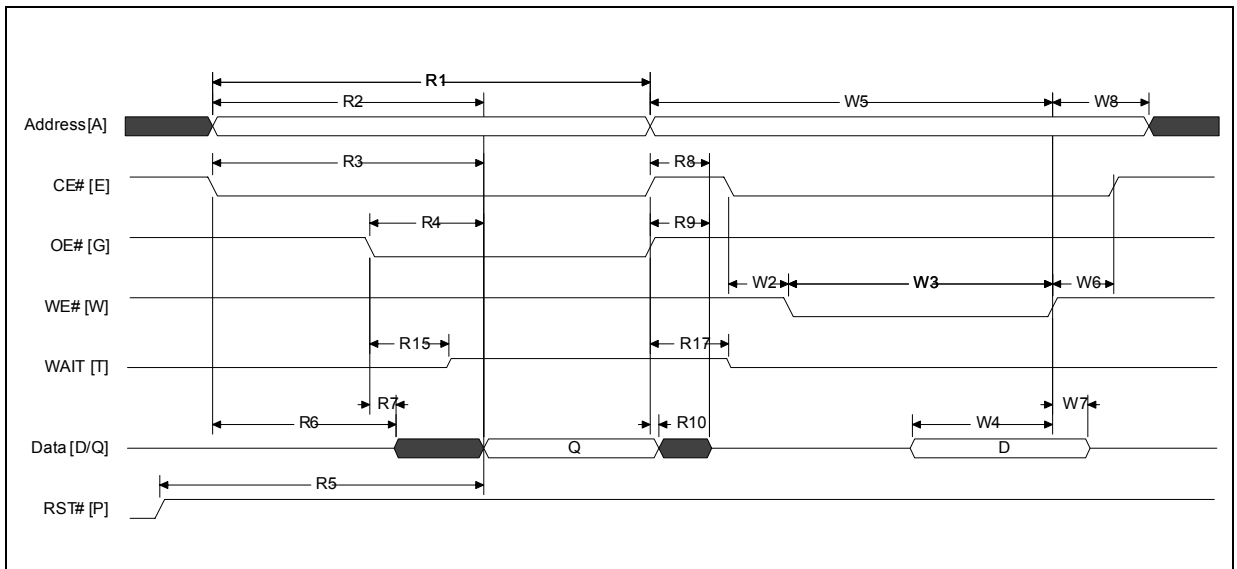 R1
R2 W5 W8
Address [A]
R3 R8
CE# [E]
R4 R9
OE# [G]
W2 W3 W6
WE# [W]
R15 R17
WAIT [T]
R7 W7
R6 R10 W4
Data [D/Q] Q D
R5
RST# [P]